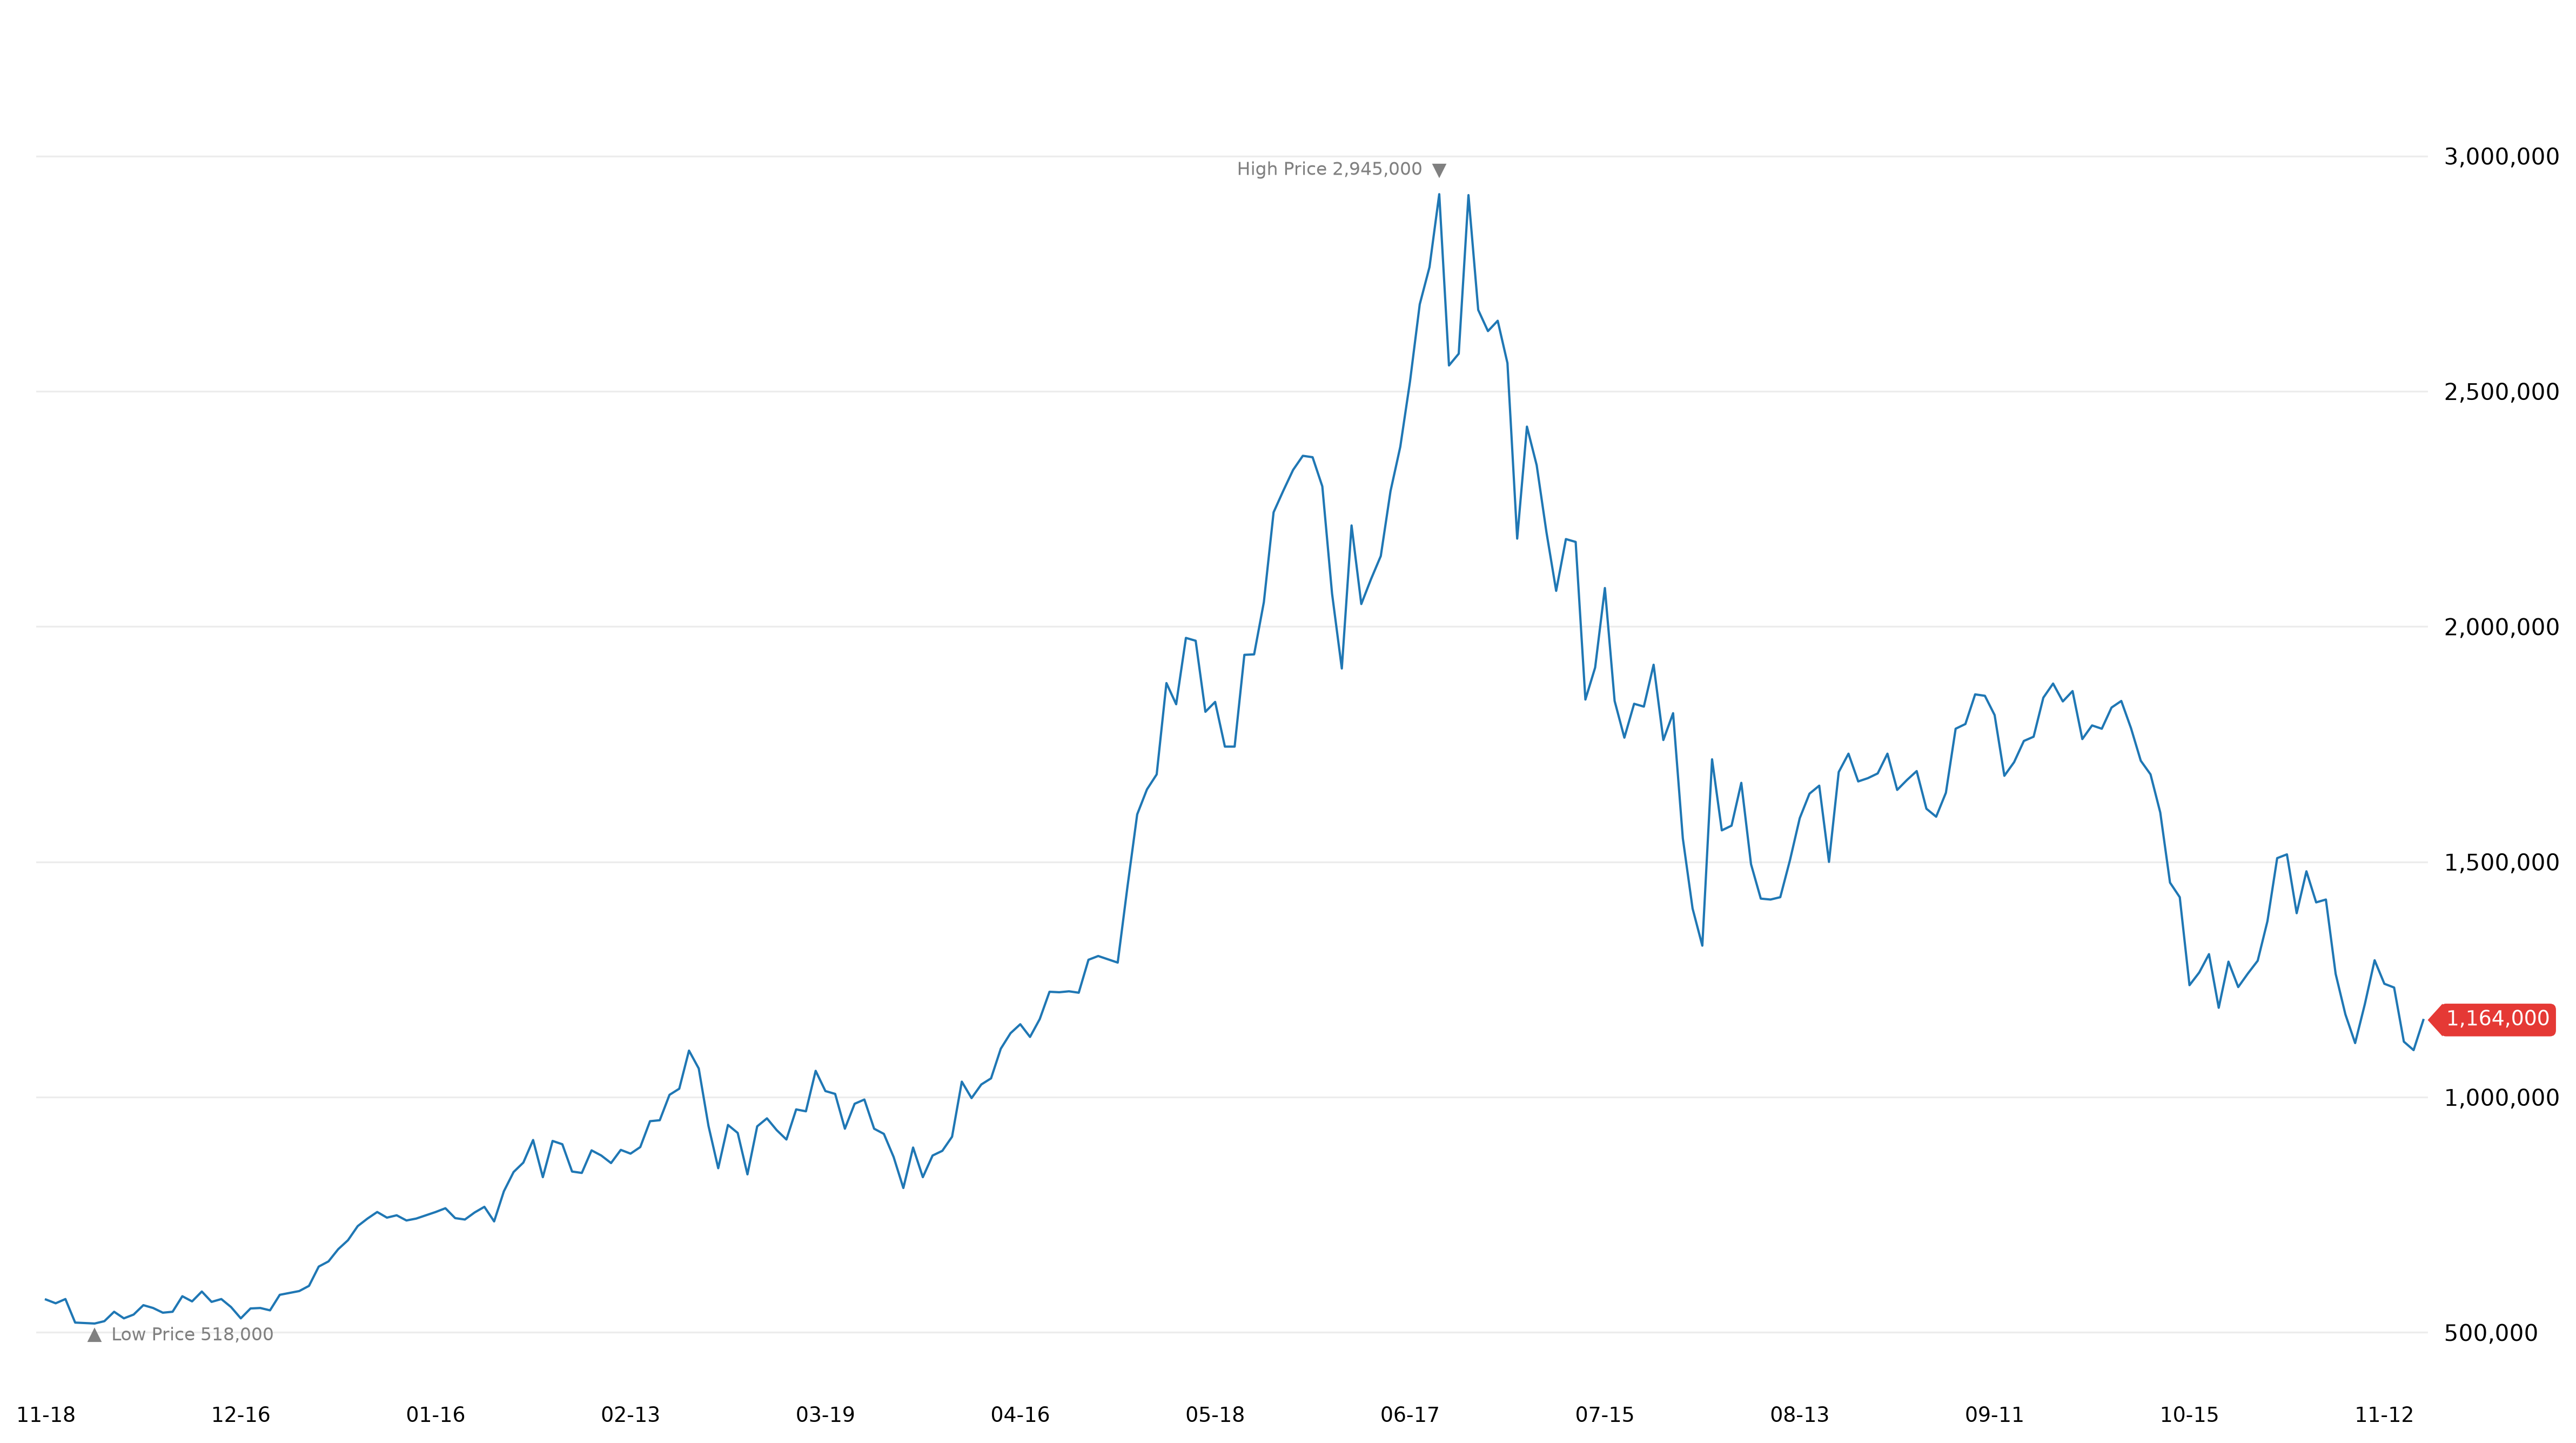 3,000,000
High Price 2,945,000 ▼
2,500,000
2,000,000
1,500,000
1,164,000
1,000,000
▲ Low Price 518,000
500,000
11-18 12-16 01-16 02-13 03-19 04-16 05-18 06-17 07-15 08-13 09-11 10-15 11-12